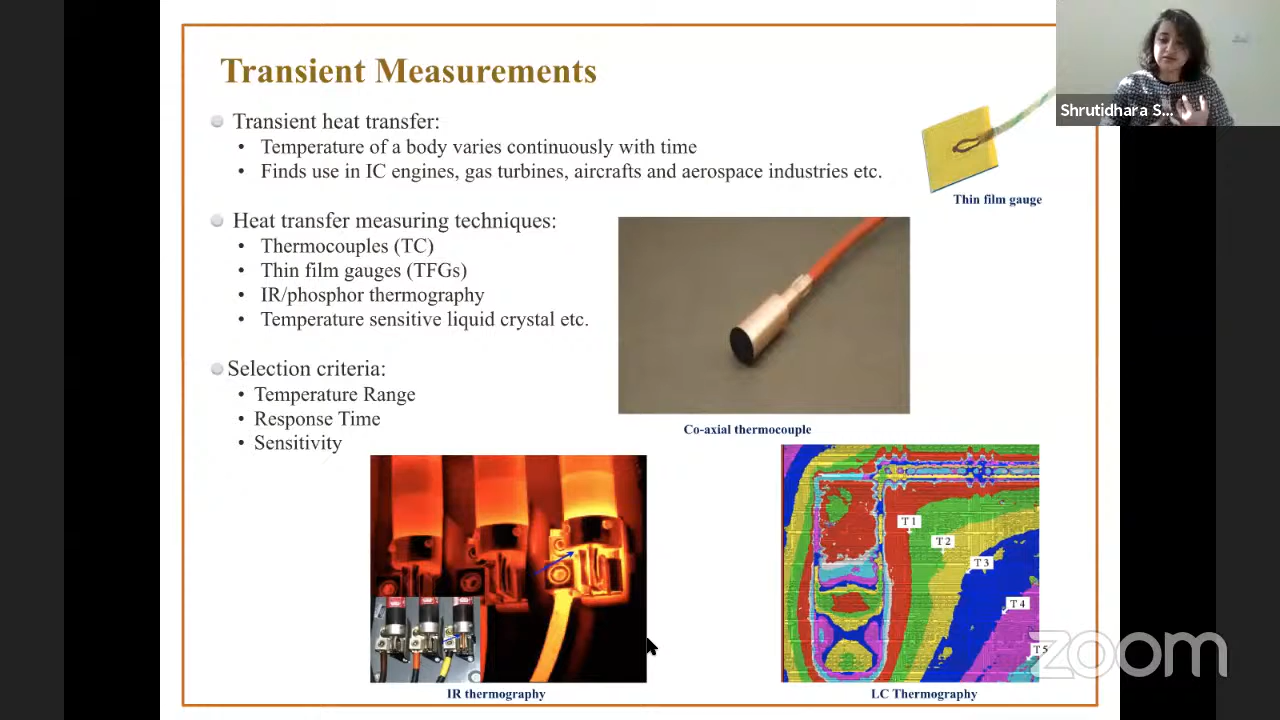 Transient Measurements
Shrutidhara S...
Transient heat transfer:
• Temperature of a body varies continuously with time
• Finds use in IC engines, gas turbines, aircrafts and aerospace industries etc.
Thin film gauge
Heat transfer measuring techniques:
• Thermocouples (TC)
• Thin film gauges (TFGs)
• IR/phosphor thermography
• Temperature sensitive liquid crystal etc.
Selection criteria:
• Temperature Range
• Response Time
• Sensitivity
Co-axial thermocouple
T 1
T 2
T 3
T 4
T 5
zoom
IR thermography
LC Thermography